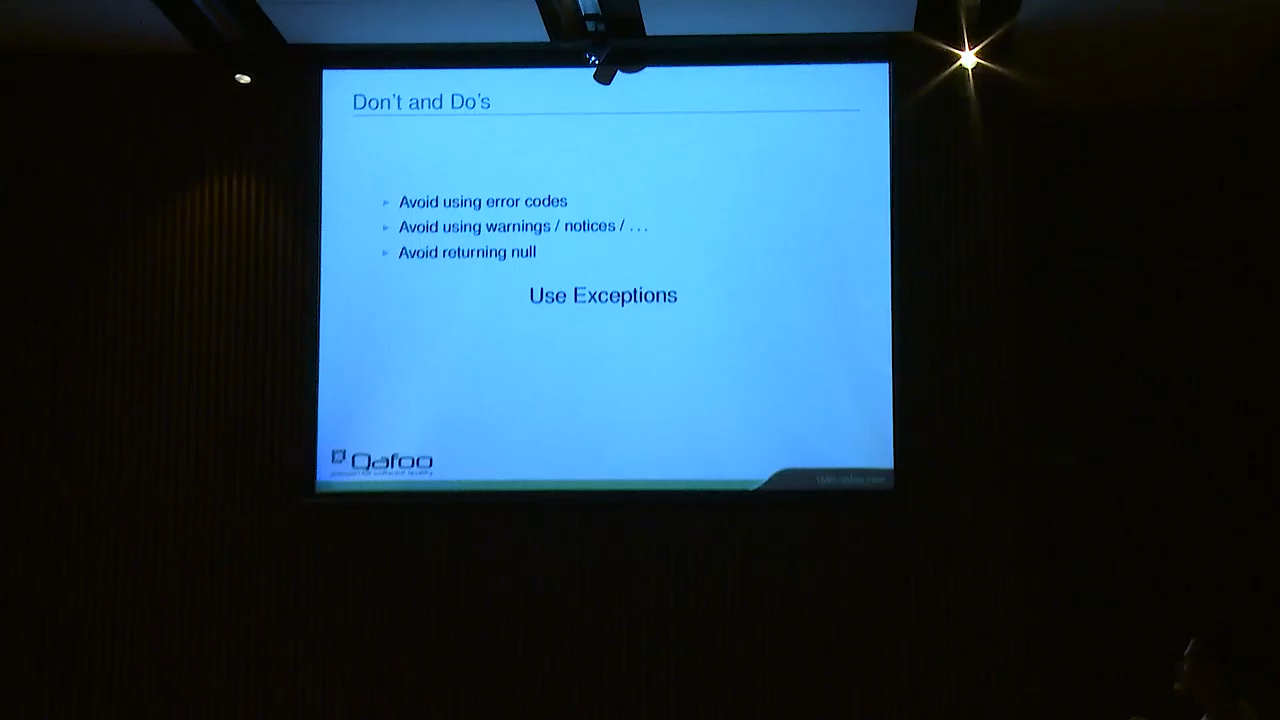 Don't and Do's
Avoid using error codes
Avoid using warnings / notices / ...
Avoid returning null
Use Exceptions
Qafoo